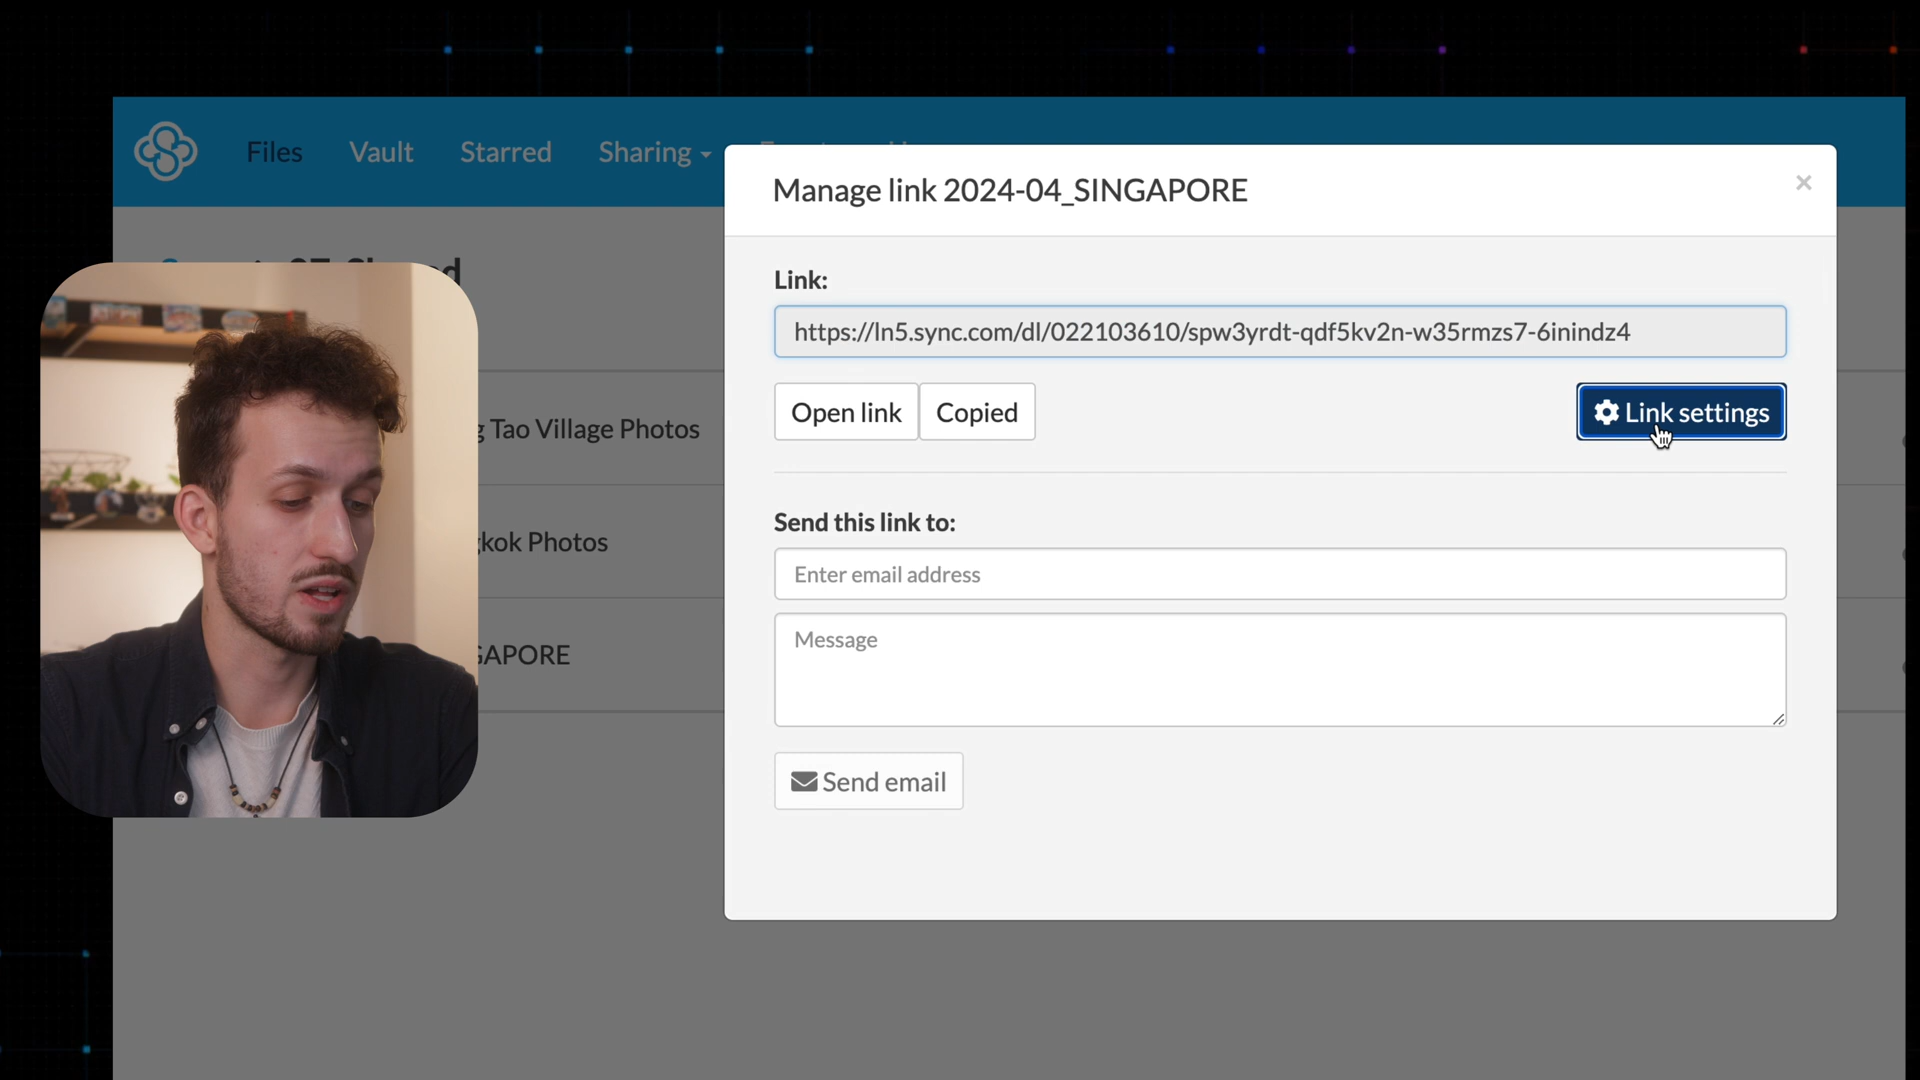 Files Vault Starred Sharing
Manage link 2024-04_SINGAPORE
×
Link:
https://ln5.sync.com/dl/022103610/spw3yrdt-qdf5kv2n-w35rmzs7-6inindz4
Open link Copied Link settings
Tao Village Photos
Send this link to:
Photos
Enter email address
Message
Send email